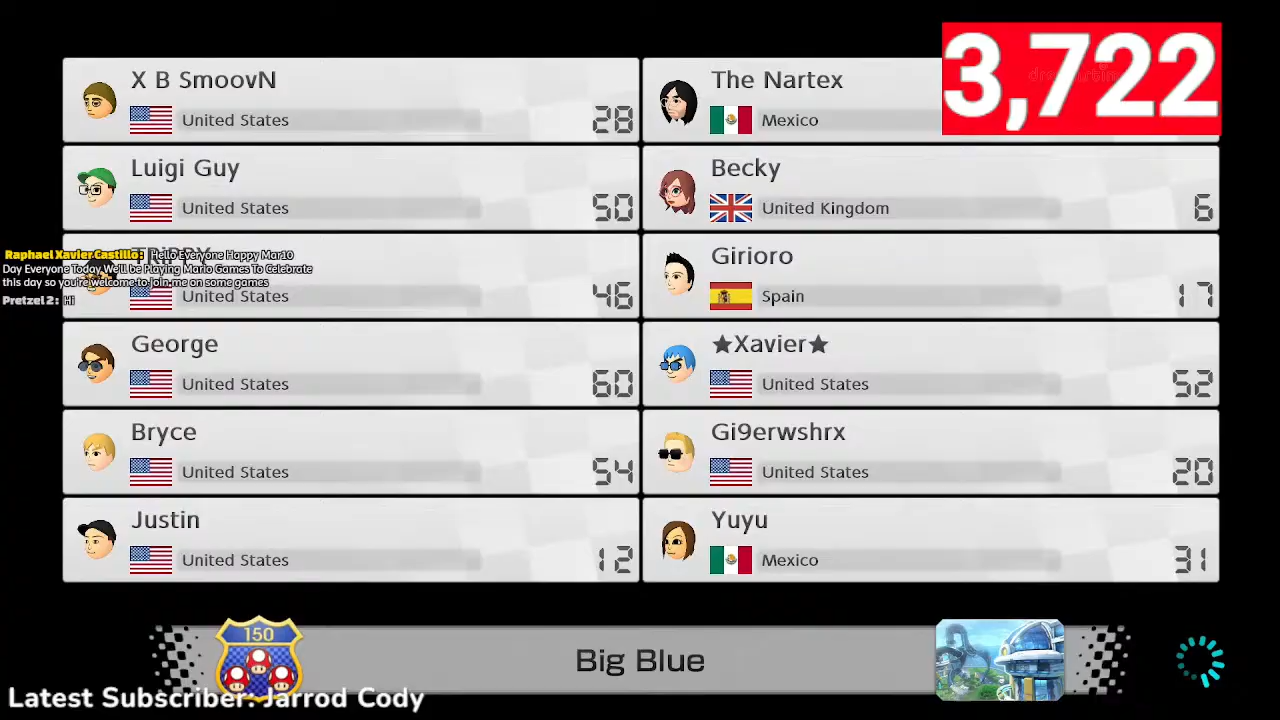 3,722
X B SmoovN
United States
28
The Nartex
Mexico
Luigi Guy
United States
50
Becky
United Kingdom
6
Raphael Xavier Castillo: Hello Everyone Happy Mar10
Day Everyone Today We'll be Playing Mario Games To Celebrate
this day so you're welcome to join me on some games
Pretzel 2: Hi
TRiPPY
United States
46
Girioro
Spain
17
George
United States
60
★Xavier★
United States
52
Bryce
United States
54
Gi9erwshrx
United States
20
Justin
United States
12
Yuyu
Mexico
31
150
Big Blue
Latest Subscriber: Jarrod Cody